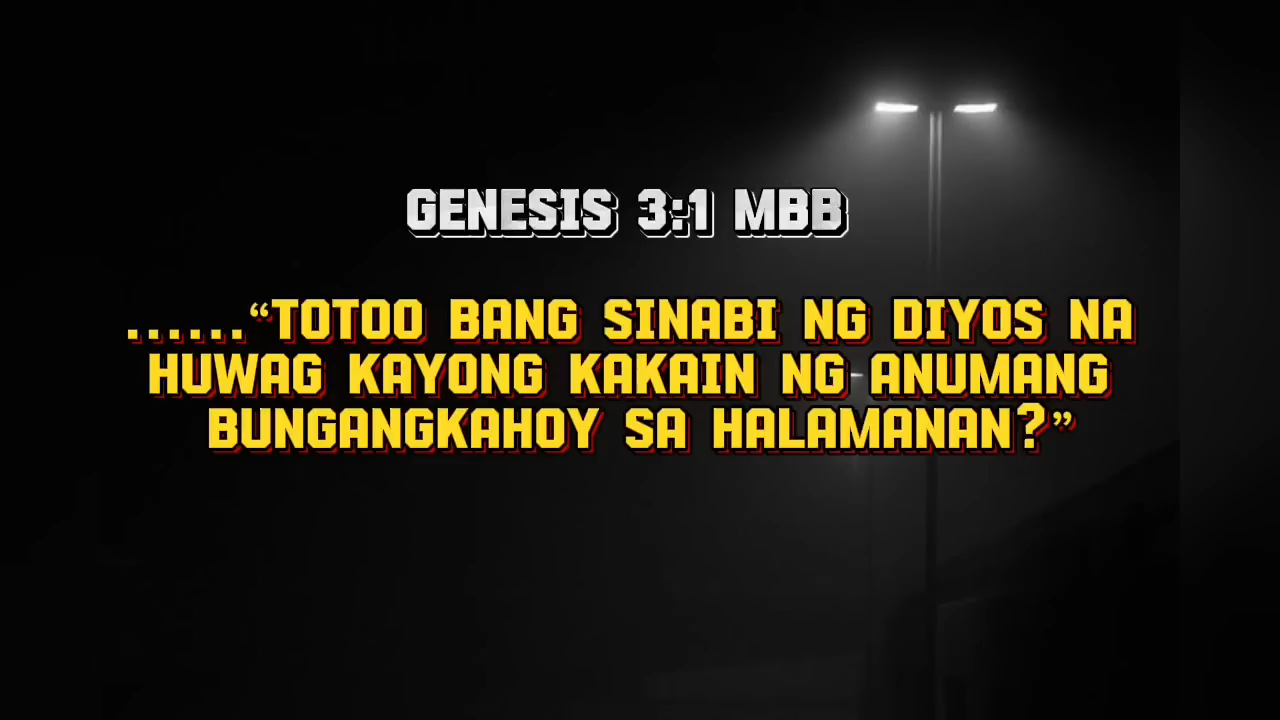 GENESIS 3:1 MBB
......“TOTOO BANG SINABI NG DIYOS NA
HUWAG KAYONG KAKAIN NG ANUMANG
BUNGANGKAHOY SA HALAMANAN?”